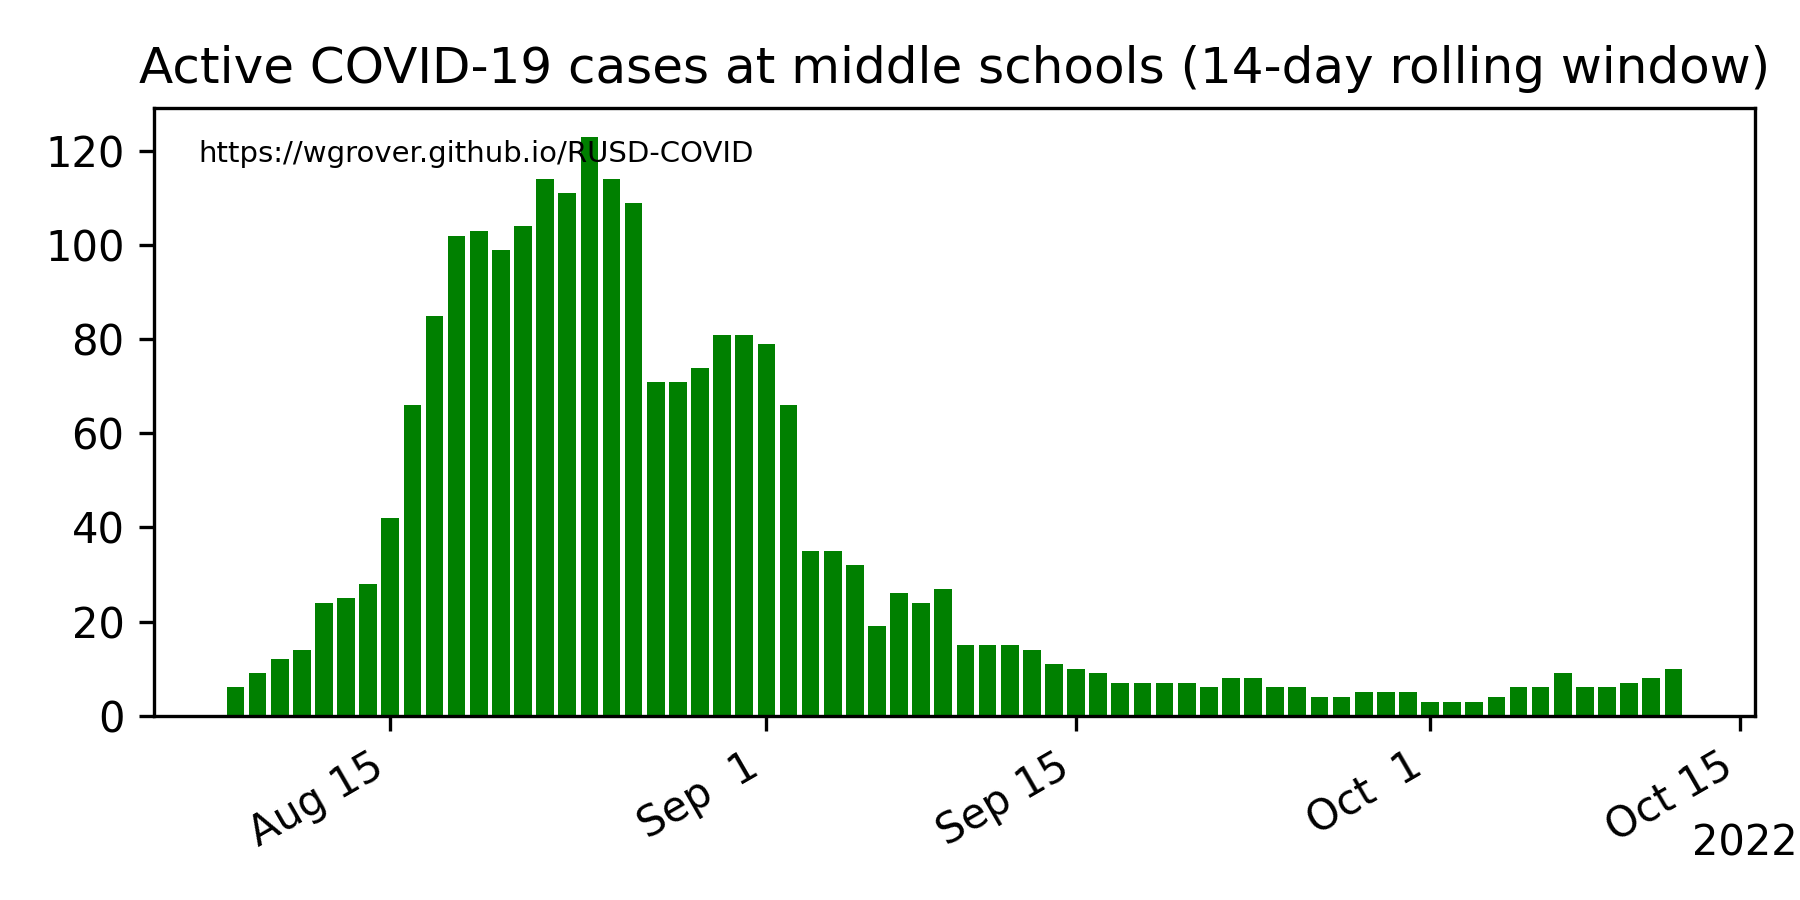 Active COVID-19 cases at middle schools (14-day rolling window)
https://wgrover.github.io/RUSD-COVID
120
100
80
60
40
20
0
Aug 15
Sep  1
Sep 15
Oct  1
Oct 15
2022